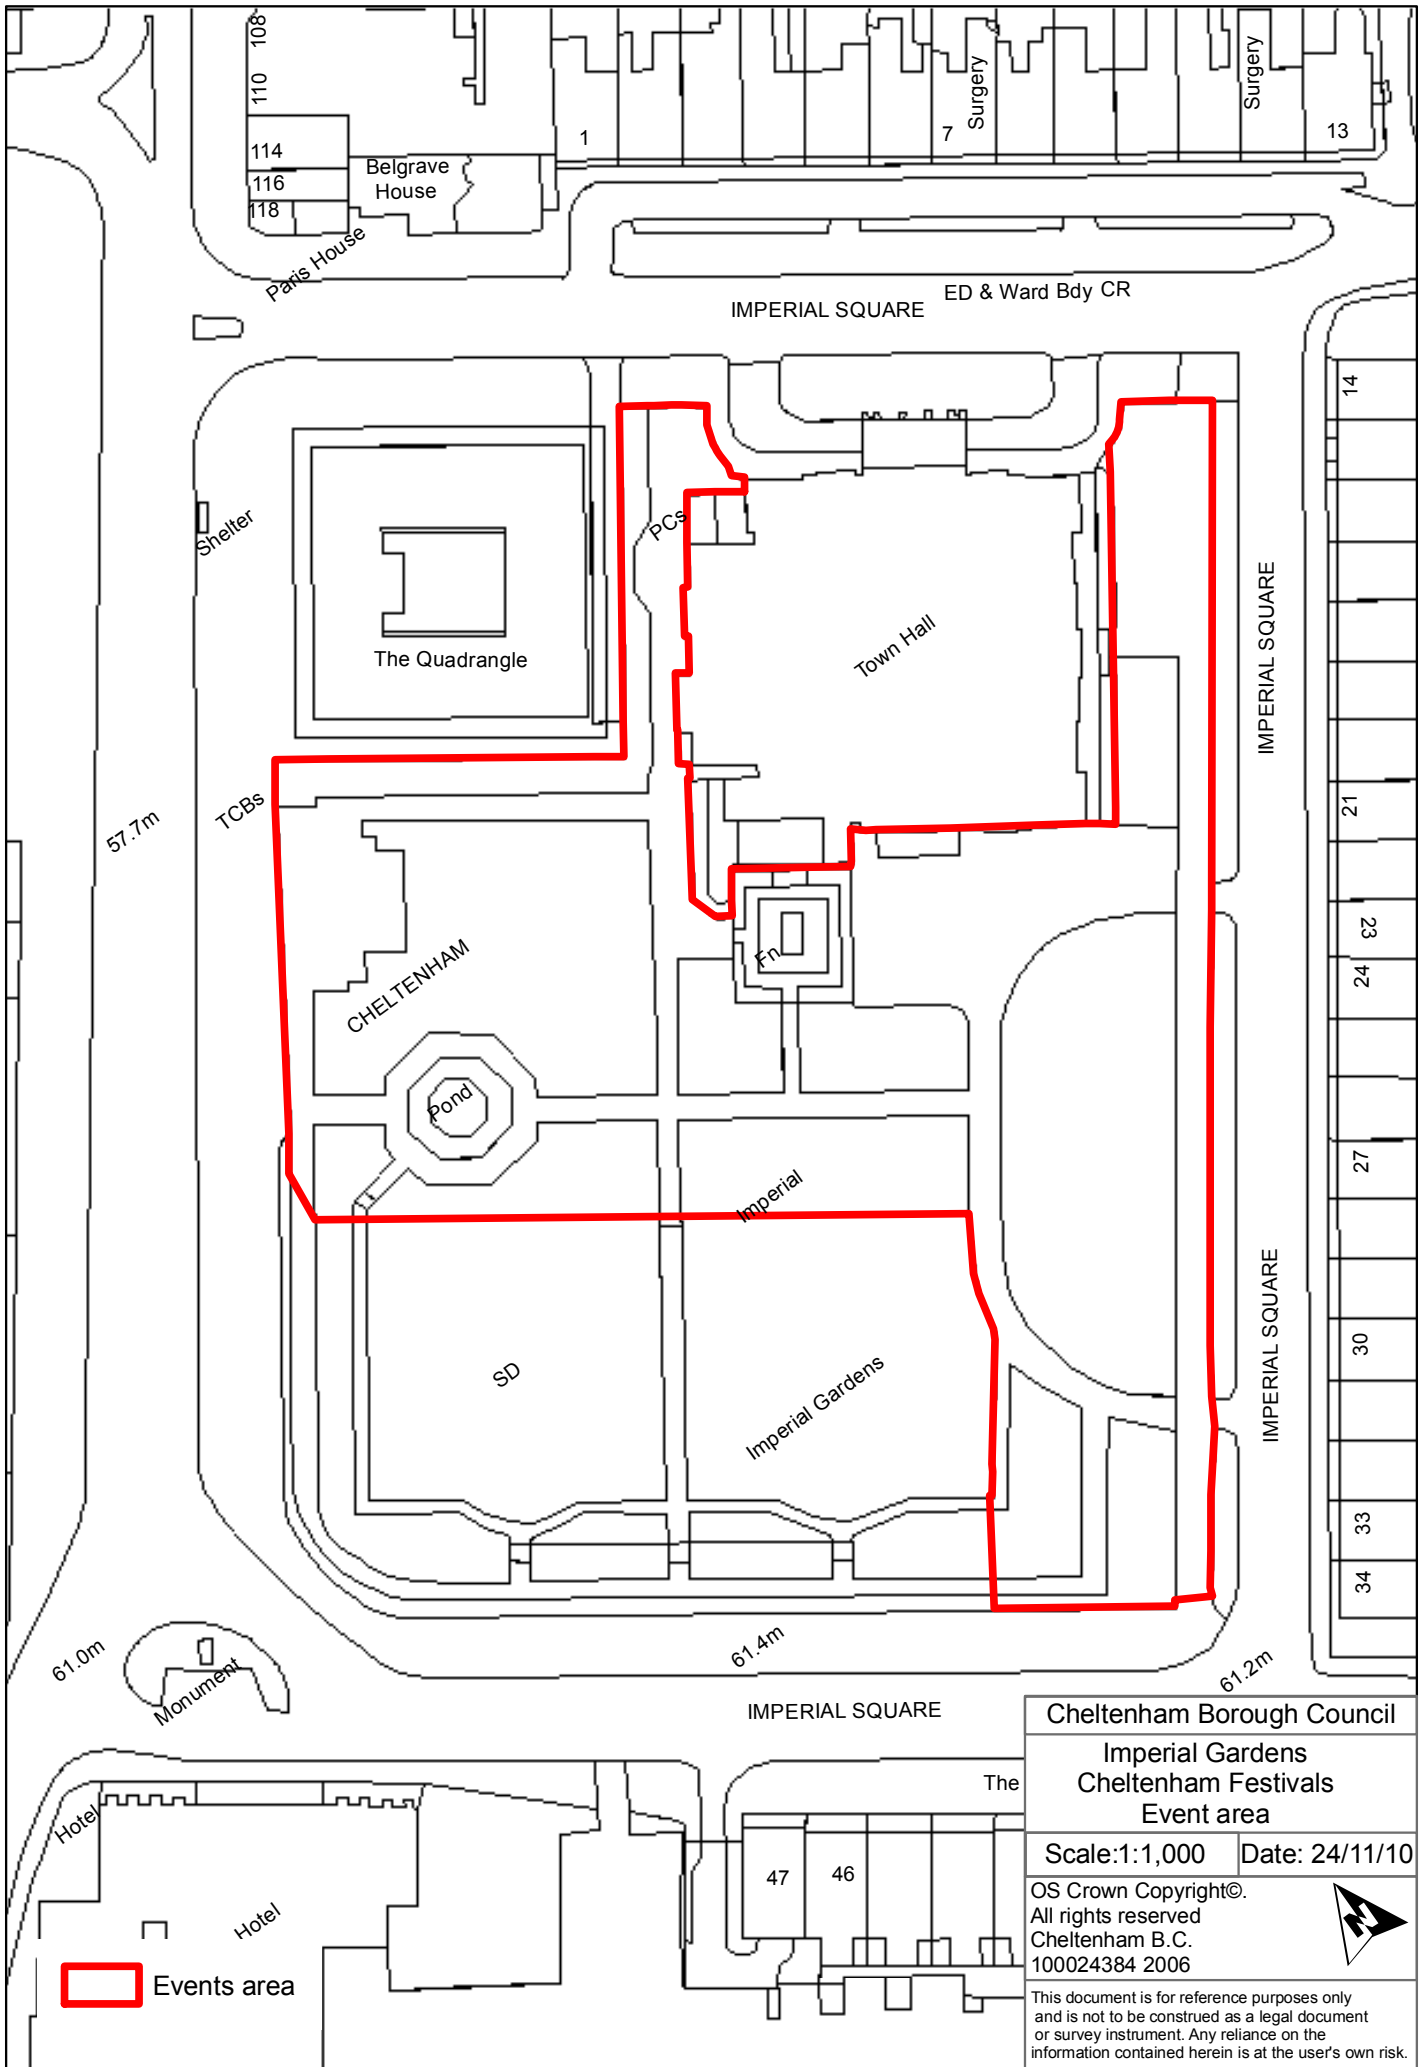 108
110
114
116
118
Belgrave
House
Paris House
1
7
Surgery
Surgery
13
IMPERIAL SQUARE
ED & Ward Bdy CR
14
Shelter
PCs
The Quadrangle
Town Hall
IMPERIAL SQUARE
TCBs
57.7m
21
23
24
Fn
CHELTENHAM
Pond
Imperial
27
IMPERIAL SQUARE
30
SD
Imperial Gardens
33
34
61.0m
Monument
61.4m
61.2m
IMPERIAL SQUARE
The
Hotel
Hotel
47
46
Events area
Cheltenham Borough Council
Imperial Gardens
Cheltenham Festivals
Event area
Scale:1:1,000
Date: 24/11/10
OS Crown Copyright©.
All rights reserved
Cheltenham B.C.
100024384 2006
N
This document is for reference purposes only
and is not to be construed as a legal document
or survey instrument. Any reliance on the
information contained herein is at the user's own risk.